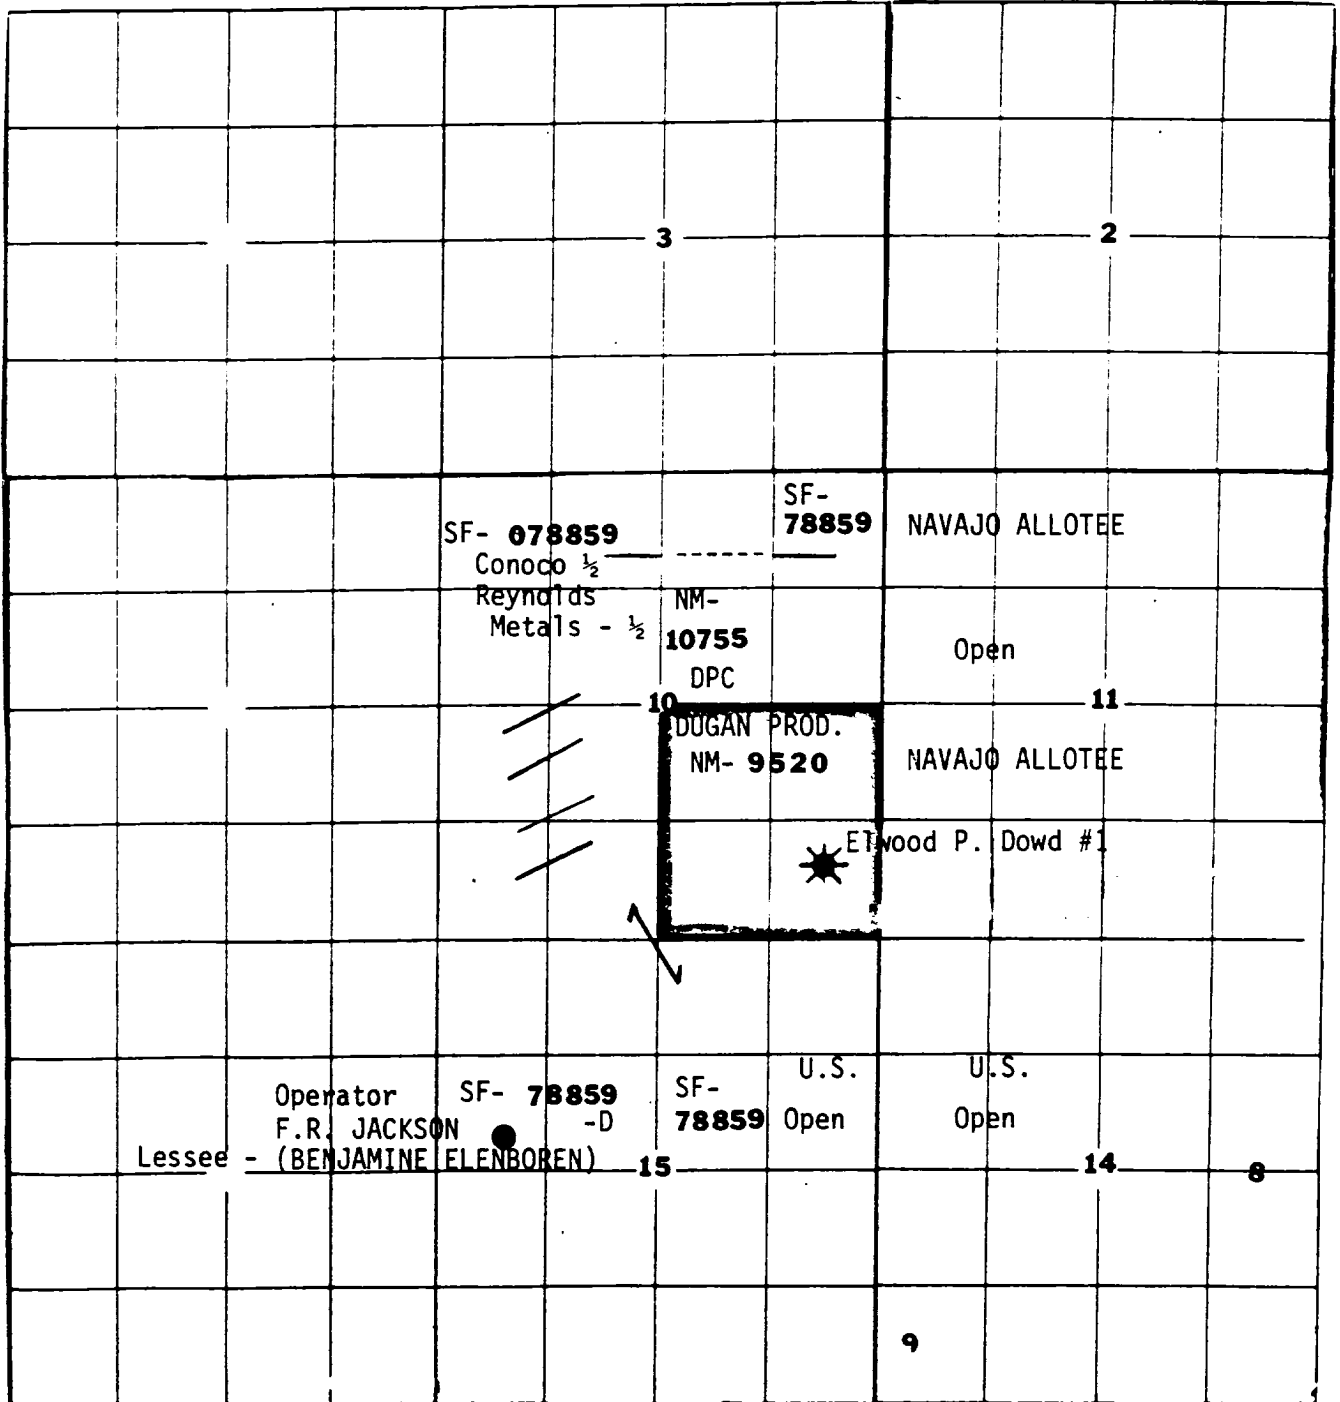 3
2
SF-
78859
NAVAJO ALLOTEE
SF- 078859
Conoco ½
Reynolds
Metals - ½
NM-
10755
DPC
Open
10
11
DUGAN PROD.
NM- 9520
NAVAJO ALLOTEE
Elwood P. Dowd #1
U.S.
U.S.
Operator
SF- 78859
-D
SF-
78859
Open
Open
F.R. JACKSON
Lessee - (BENJAMINE ELENBOREN)
15
14
8
9